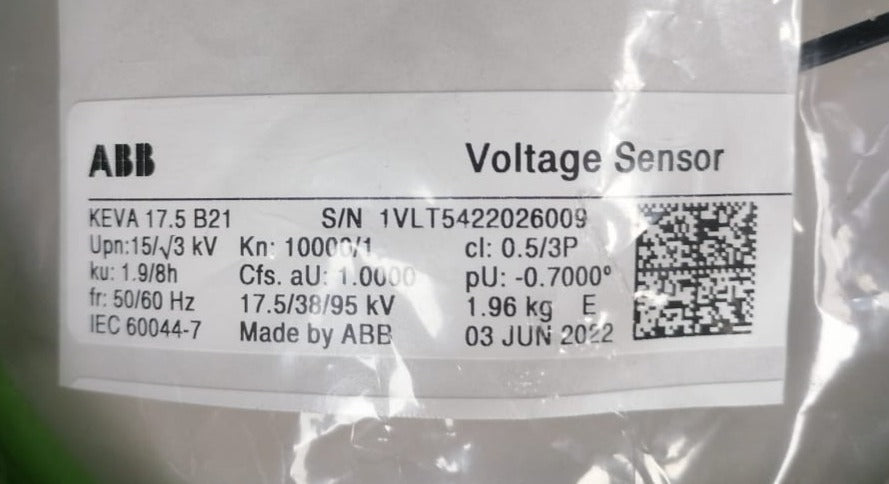 ABB Voltage Sensor
KEVA 17.5 B21 S/N 1VLT5422026009
Upn:15/√3 kV Kn: 10000/1 cl: 0.5/3P
ku: 1.9/8h Cfs. aU: 1.0000 pU: -0.7000°
fr: 50/60 Hz 17.5/38/95 kV 1.96 kg E
IEC 60044-7 Made by ABB 03 JUN 2022